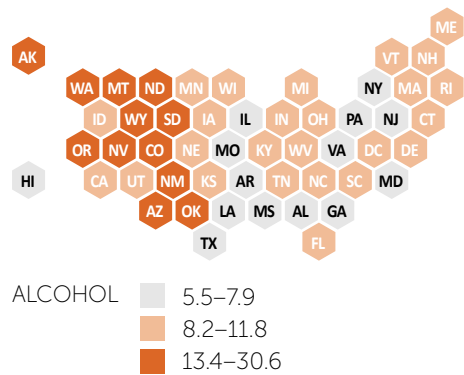 ME
AK VT NH
WA MT ND MN WI MI NY MA RI
ID WY SD IA IL IN OH PA NJ CT
OR NV CO NE MO KY WV VA DC DE
HI CA UT NM KS AR TN NC SC MD
AZ OK LA MS AL GA
TX FL
ALCOHOL 5.5–7.9
8.2–11.8
13.4–30.6